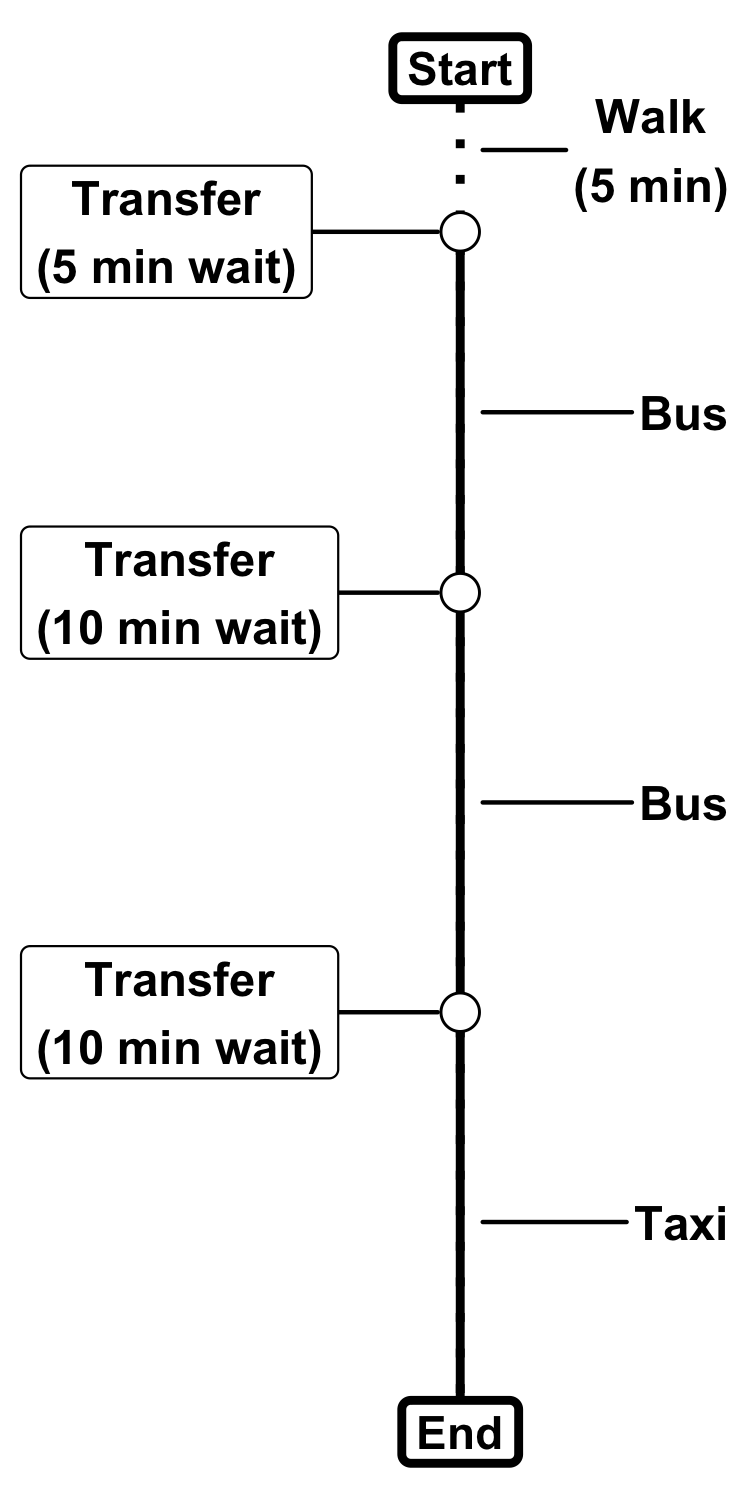 Start
Walk
(5 min)
Transfer
(5 min wait)
Bus
Transfer
(10 min wait)
Bus
Transfer
(10 min wait)
Taxi
End